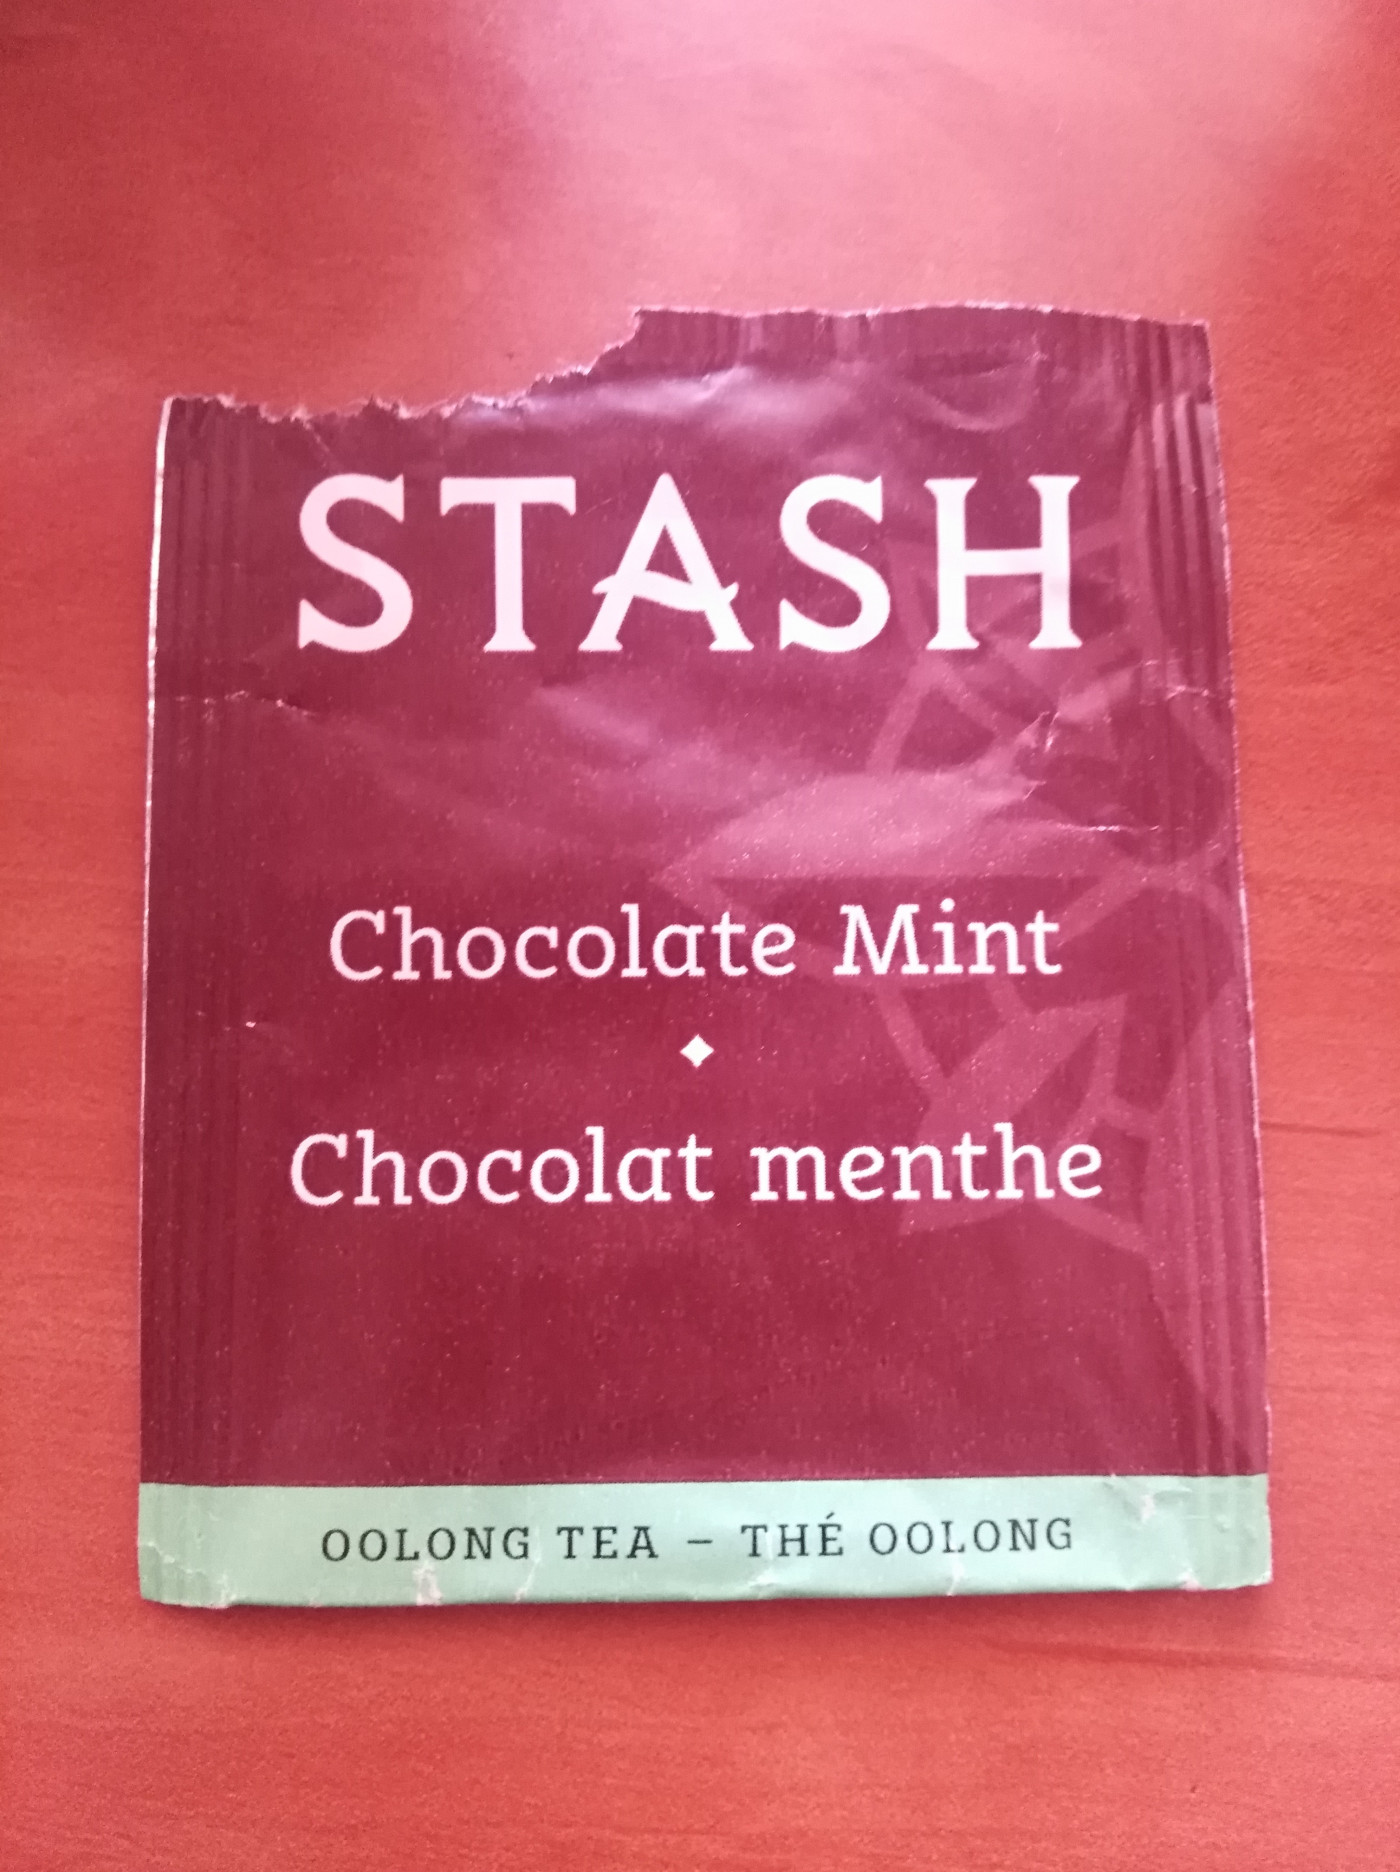 STASH
Chocolate Mint
Chocolat menthe
OOLONG TEA – THÉ OOLONG